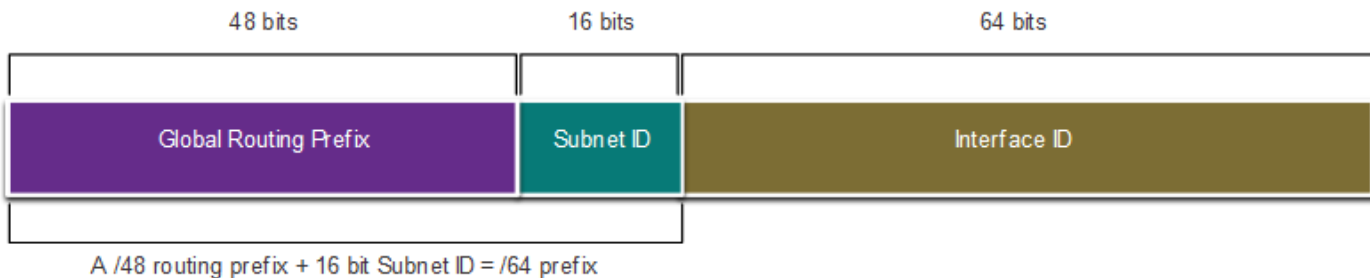 48 bits 16 bits 64 bits
Global Routing Prefix Subnet ID Interface ID
A /48 routing prefix + 16 bit Subnet ID = /64 prefix